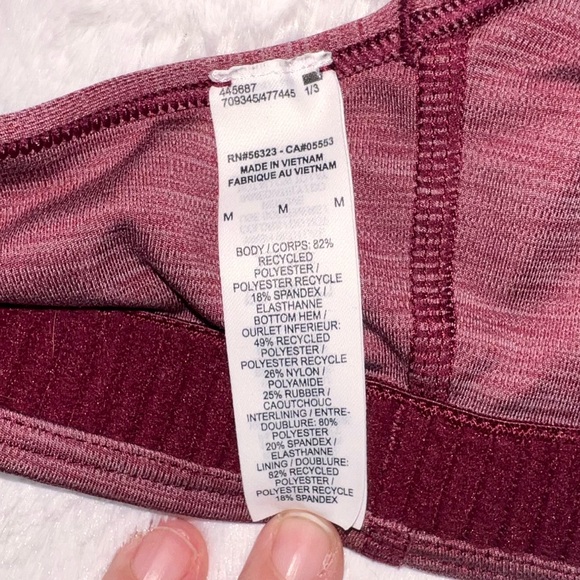 445687
709345/477445 1/3
RN#56323 - CA#05553
MADE IN VIETNAM
FABRIQUE AU VIETNAM
M M M
BODY / CORPS: 82%
RECYCLED
POLYESTER /
POLYESTER RECYCLE
18% SPANDEX /
ELASTHANNE
BOTTOM HEM /
OURLET INFERIEUR:
49% RECYCLED
POLYESTER /
POLYESTER RECYCLE
26% NYLON /
POLYAMIDE
25% RUBBER /
CAOUTCHOUC
INTERLINING / ENTRE-
DOUBLURE: 80%
POLYESTER
20% SPANDEX /
ELASTHANNE
LINING / DOUBLURE:
82% RECYCLED
POLYESTER /
POLYESTER RECYCLE
18% SPANDEX